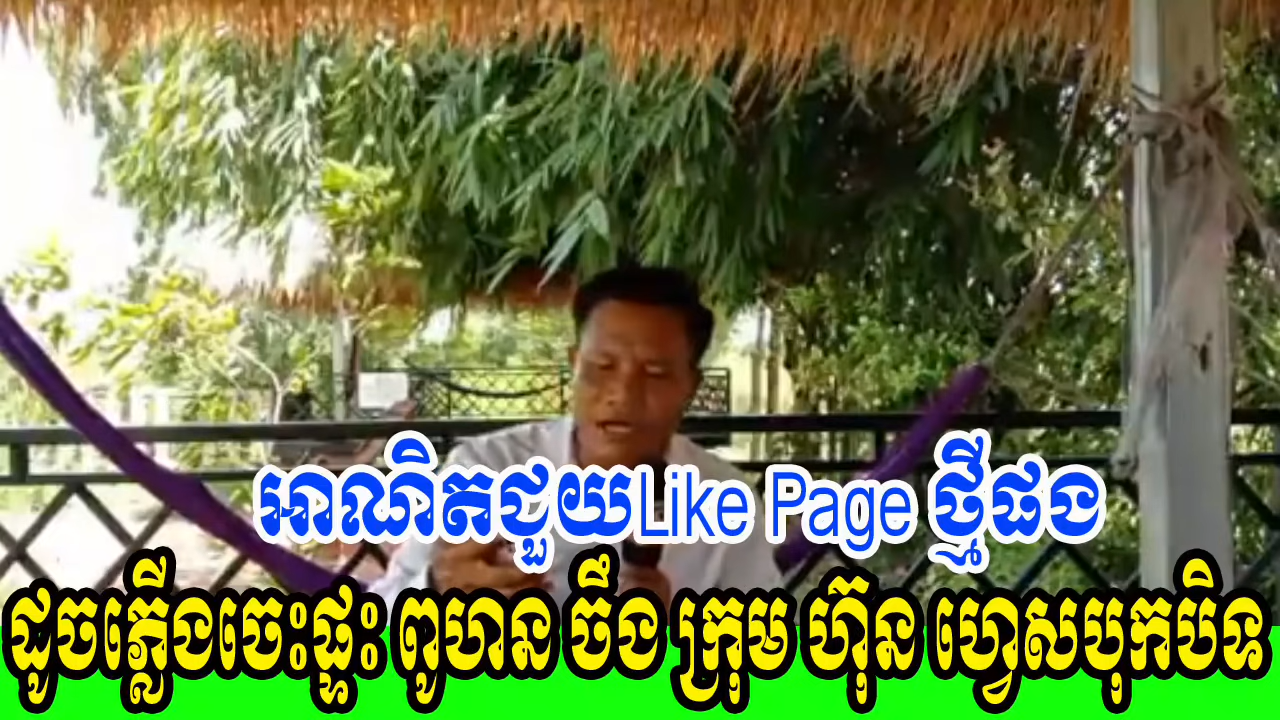 អាណិតជួយLike Page ថ្មីផង
ដូចភ្លើងចេះផ្ទះ ពូហាន ចឹង ក្រុម ហ៊ុន ហ្វេសបុកបិទ